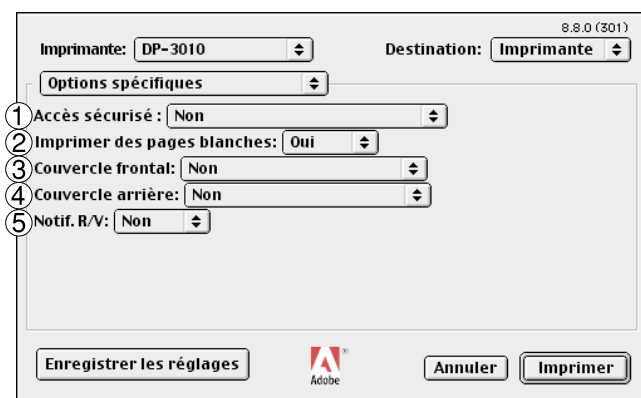 8.8.0 (301)
Imprimante: DP-3010 Destination: Imprimante
Options spécifiques
1 Accès sécurisé : Non
2 Imprimer des pages blanches: Oui
3 Couvercle frontal: Non
4 Couvercle arrière: Non
5 Notif. R/V: Non
Enregistrer les réglages Adobe® Annuler Imprimer